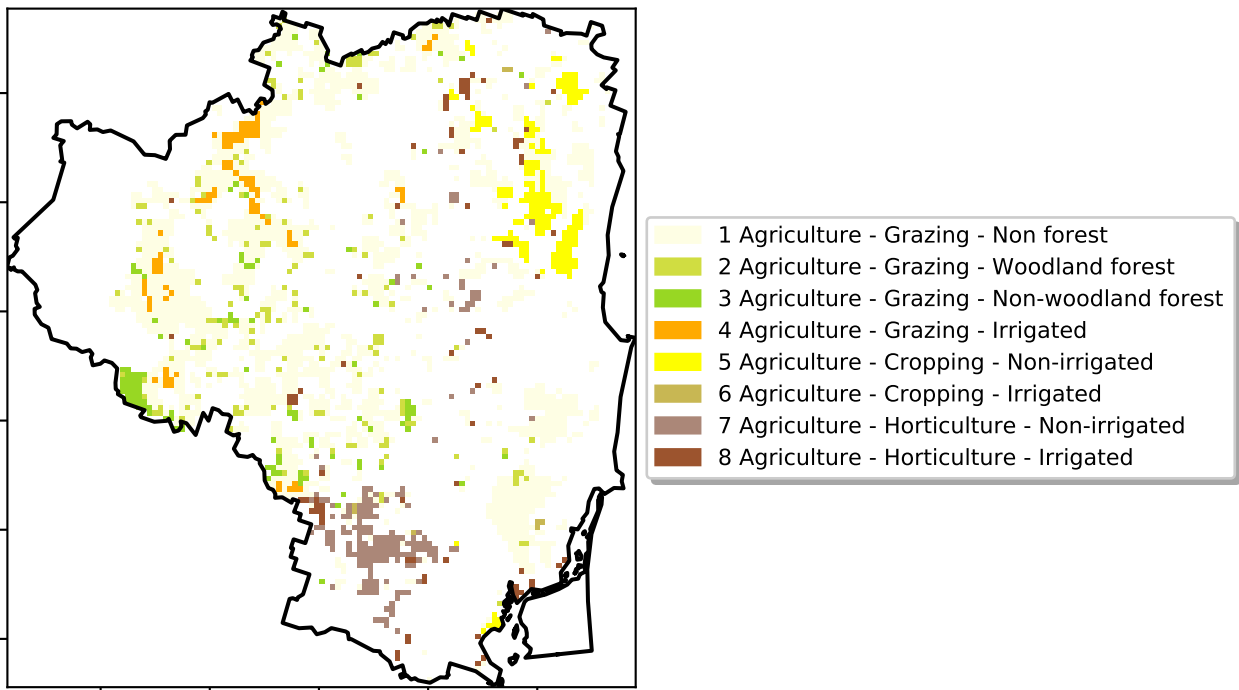 1 Agriculture - Grazing - Non forest
2 Agriculture - Grazing - Woodland forest
3 Agriculture - Grazing - Non-woodland forest
4 Agriculture - Grazing - Irrigated
5 Agriculture - Cropping - Non-irrigated
6 Agriculture - Cropping - Irrigated
7 Agriculture - Horticulture - Non-irrigated
8 Agriculture - Horticulture - Irrigated